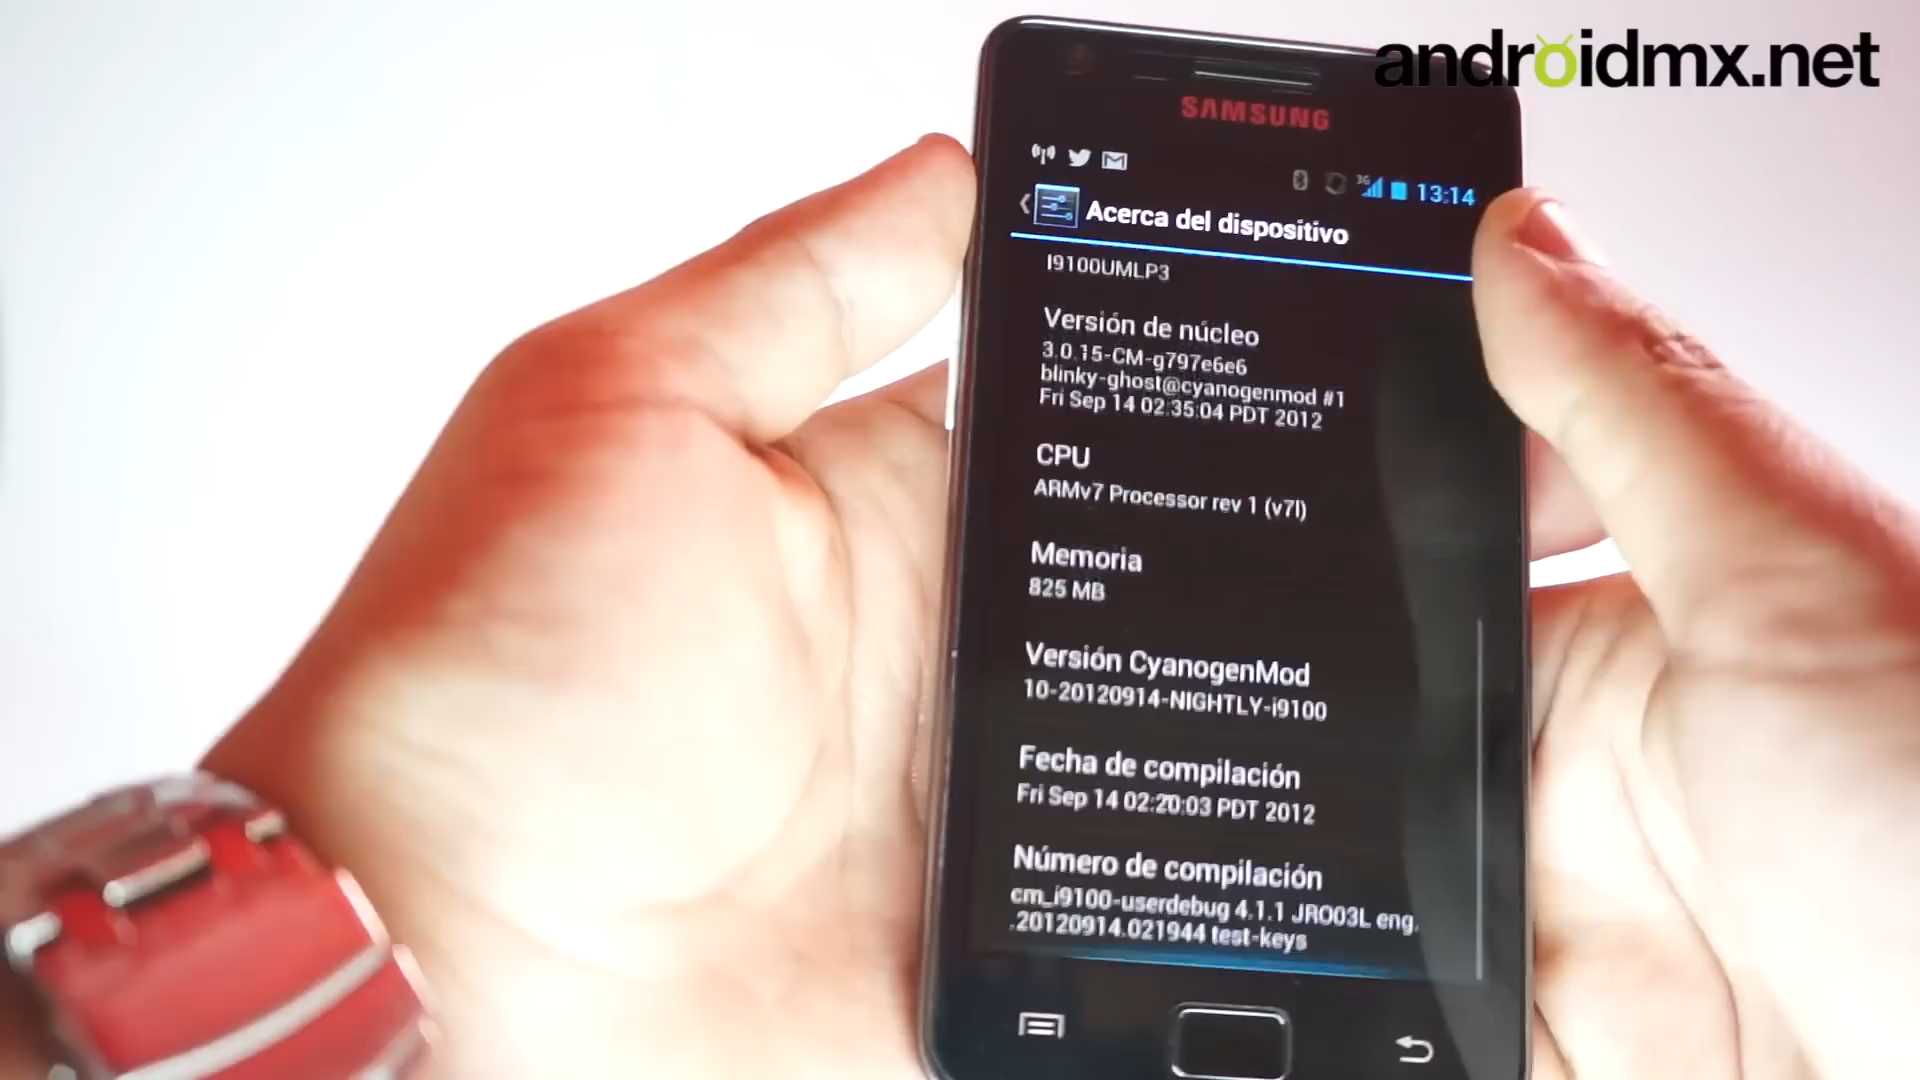 androidmx.net
SAMSUNG
3G 13:14
Acerca del dispositivo
I9100UMLP3
Versión de núcleo
3.0.15-CM-g797e6e6
blinky-ghost@cyanogenmod #1
Fri Sep 14 02:35:04 PDT 2012
CPU
ARMv7 Processor rev 1 (v7l)
Memoria
825 MB
Versión CyanogenMod
10-20120914-NIGHTLY-i9100
Fecha de compilación
Fri Sep 14 02:20:03 PDT 2012
Número de compilación
cm_i9100-userdebug 4.1.1 JRO03L eng.
.20120914.021944 test-keys